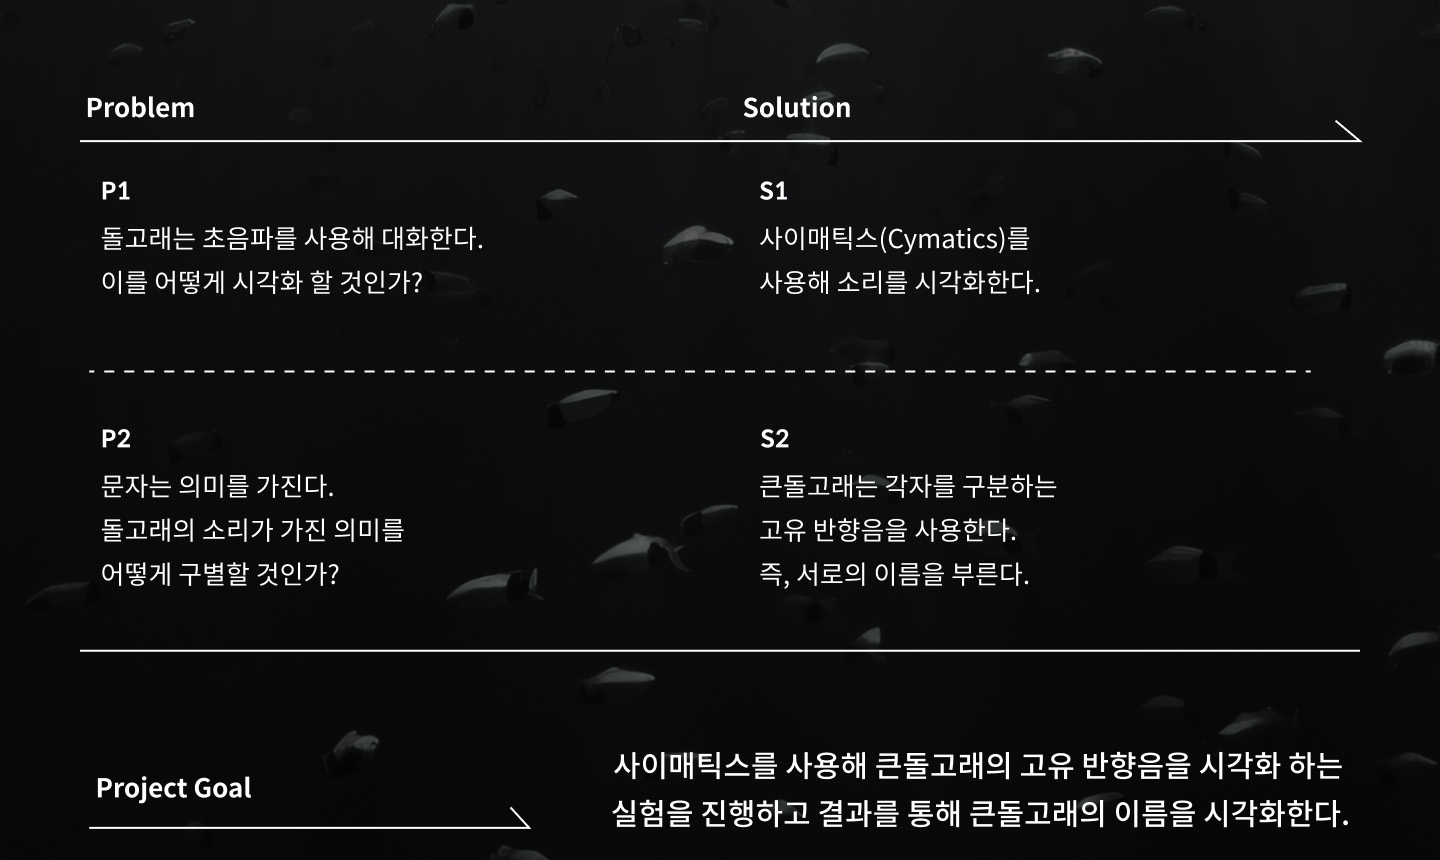 Problem
Solution
P1
돌고래는 초음파를 사용해 대화한다.
이를 어떻게 시각화 할 것인가?
S1
사이매틱스(Cymatics)를
사용해 소리를 시각화한다.
P2
문자는 의미를 가진다.
돌고래의 소리가 가진 의미를
어떻게 구별할 것인가?
S2
큰돌고래는 각자를 구분하는
고유 반향음을 사용한다.
즉, 서로의 이름을 부른다.
Project Goal
사이매틱스를 사용해 큰돌고래의 고유 반향음을 시각화 하는
실험을 진행하고 결과를 통해 큰돌고래의 이름을 시각화한다.